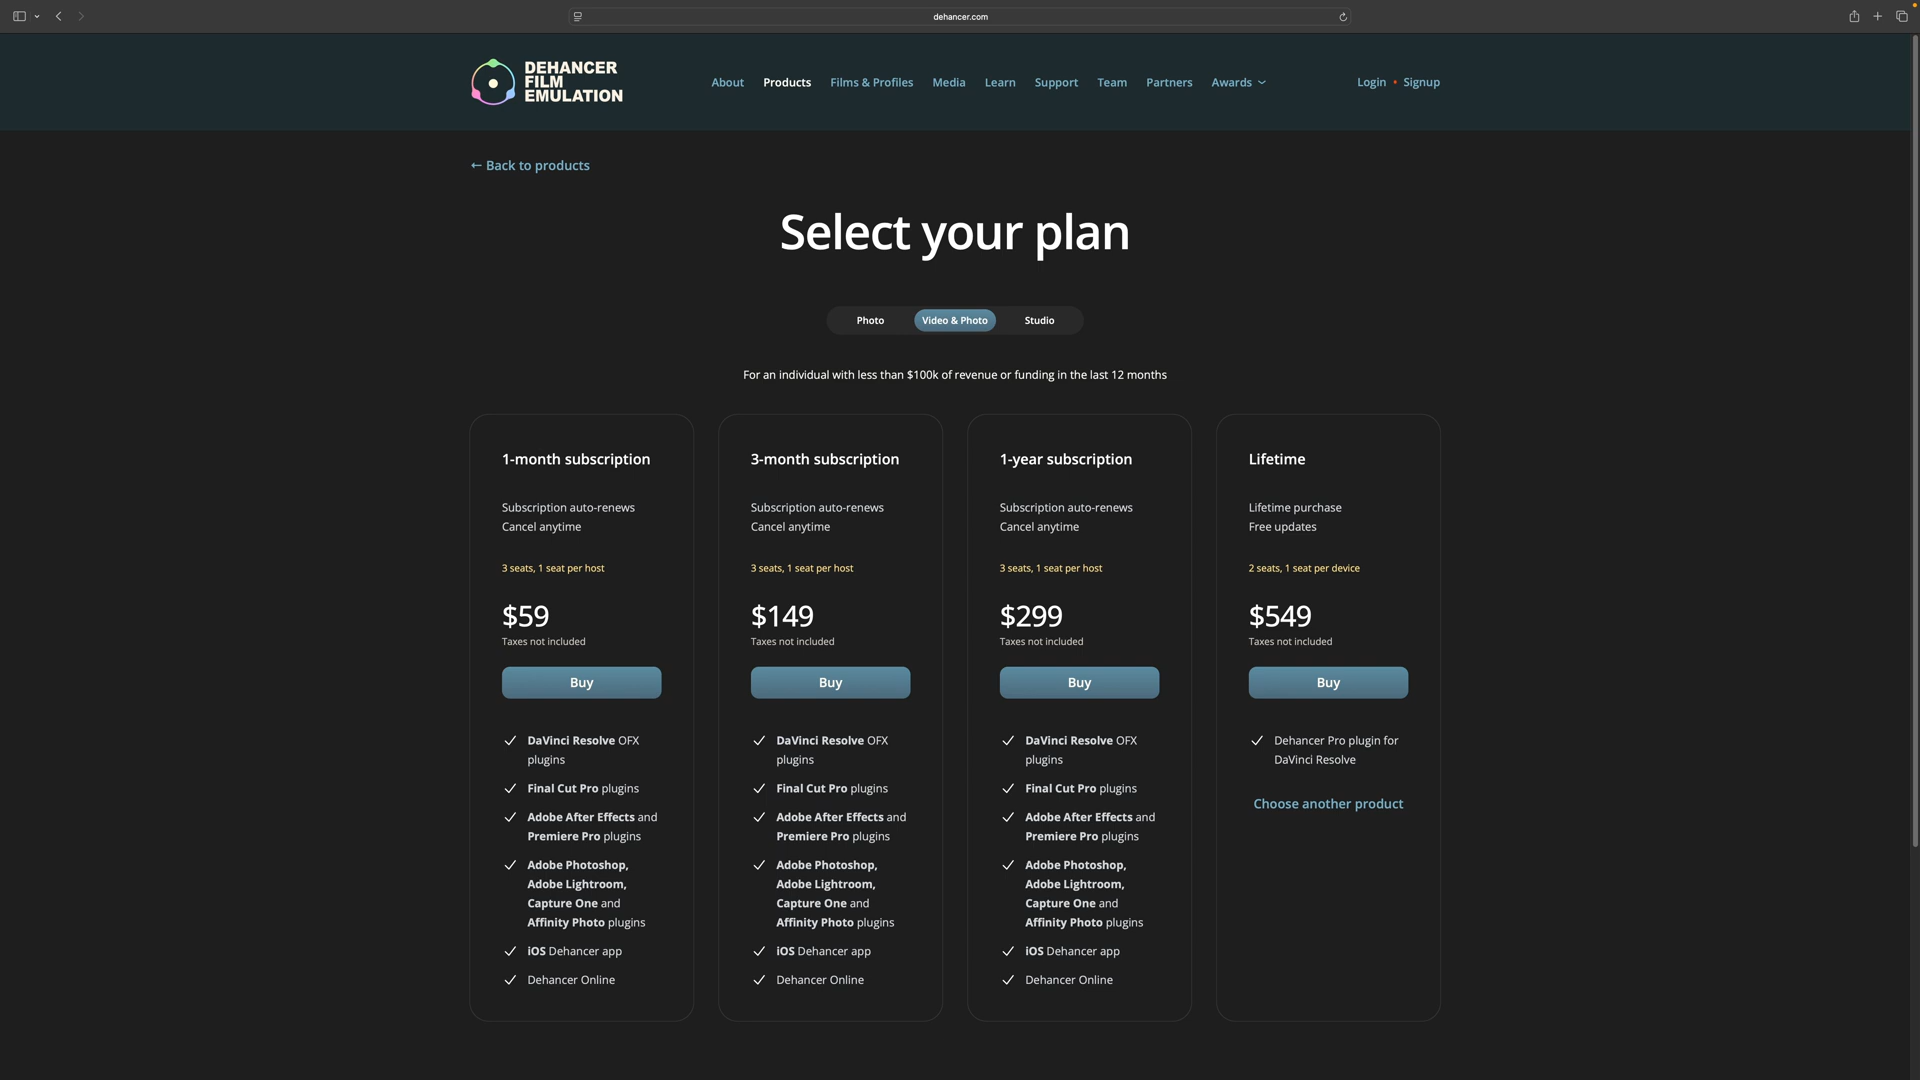 dehancer.com
DEHANCER
FILM
EMULATION
About
Products
Films & Profiles
Media
Learn
Support
Team
Partners
Awards
Login • Signup
← Back to products
Select your plan
Photo
Video & Photo
Studio
For an individual with less than $100k of revenue or funding in the last 12 months
1-month subscription
Subscription auto-renews
Cancel anytime
3 seats, 1 seat per host
$59
Taxes not included
Buy
DaVinci Resolve OFX
plugins
Final Cut Pro plugins
Adobe After Effects and
Premiere Pro plugins
Adobe Photoshop,
Adobe Lightroom,
Capture One and
Affinity Photo plugins
iOS Dehancer app
Dehancer Online
3-month subscription
Subscription auto-renews
Cancel anytime
3 seats, 1 seat per host
$149
Taxes not included
Buy
DaVinci Resolve OFX
plugins
Final Cut Pro plugins
Adobe After Effects and
Premiere Pro plugins
Adobe Photoshop,
Adobe Lightroom,
Capture One and
Affinity Photo plugins
iOS Dehancer app
Dehancer Online
1-year subscription
Subscription auto-renews
Cancel anytime
3 seats, 1 seat per host
$299
Taxes not included
Buy
DaVinci Resolve OFX
plugins
Final Cut Pro plugins
Adobe After Effects and
Premiere Pro plugins
Adobe Photoshop,
Adobe Lightroom,
Capture One and
Affinity Photo plugins
iOS Dehancer app
Dehancer Online
Lifetime
Lifetime purchase
Free updates
2 seats, 1 seat per device
$549
Taxes not included
Buy
Dehancer Pro plugin for
DaVinci Resolve
Choose another product